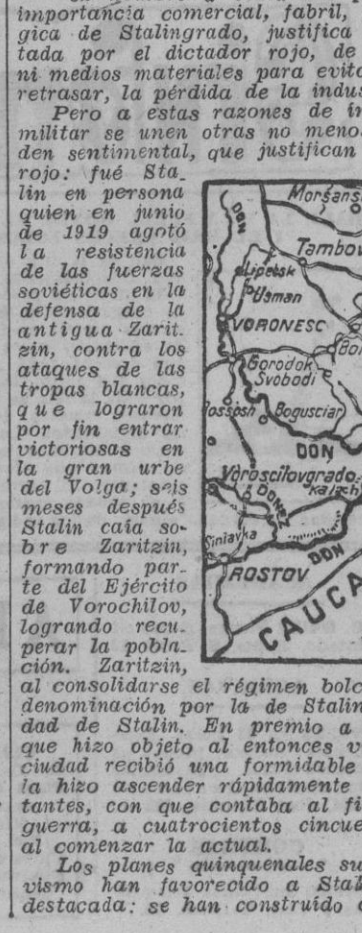 importancia comercial, fabril,
gica de Stalingrado, justifica
tada por el dictador rojo, de
ni medios materiales para evita
retrasar, la pérdida de la indus
Pero a estas razones de in
militar se unen otras no meno
den sentimental, que justifican
rojo: fué Sta-
lin en persona
quien en junio
de 1919 agotó
la resistencia
de las fuerzas
soviéticas en la
defensa de la
antigua Zarit-
zin, contra los
ataques de las
tropas blancas,
que lograron
por fin entrar
victoriosas en
la gran urbe
del Volga; seis
meses después
Stalin caía so-
bre Zaritzin,
formando par-
te del Ejército
de Vorochilov,
logrando recu-
perar la pobla-
ción. Zaritzin,
al consolidarse el régimen bolc
denominación por la de Stalin
dad de Stalin. En premio a
que hizo objeto al entonces v
ciudad recibió una formidable
la hizo ascender rápidamente
tantes, con que contaba al fi
guerra, a cuatrocientos cincue
al comenzar la actual.
Los planes quinquenales su
vismo han favorecido a Stal
destacada: se han construído
Morsans
DON
Tambov
Lipetsk
Usman
VORONESC
Bor
Gorodok
Svobodi
Rossosh
Bogusciar
DON
Voroscilovgrado
Kalach
DONEZ
Siniavka
DON
ROSTOV
CAUCA